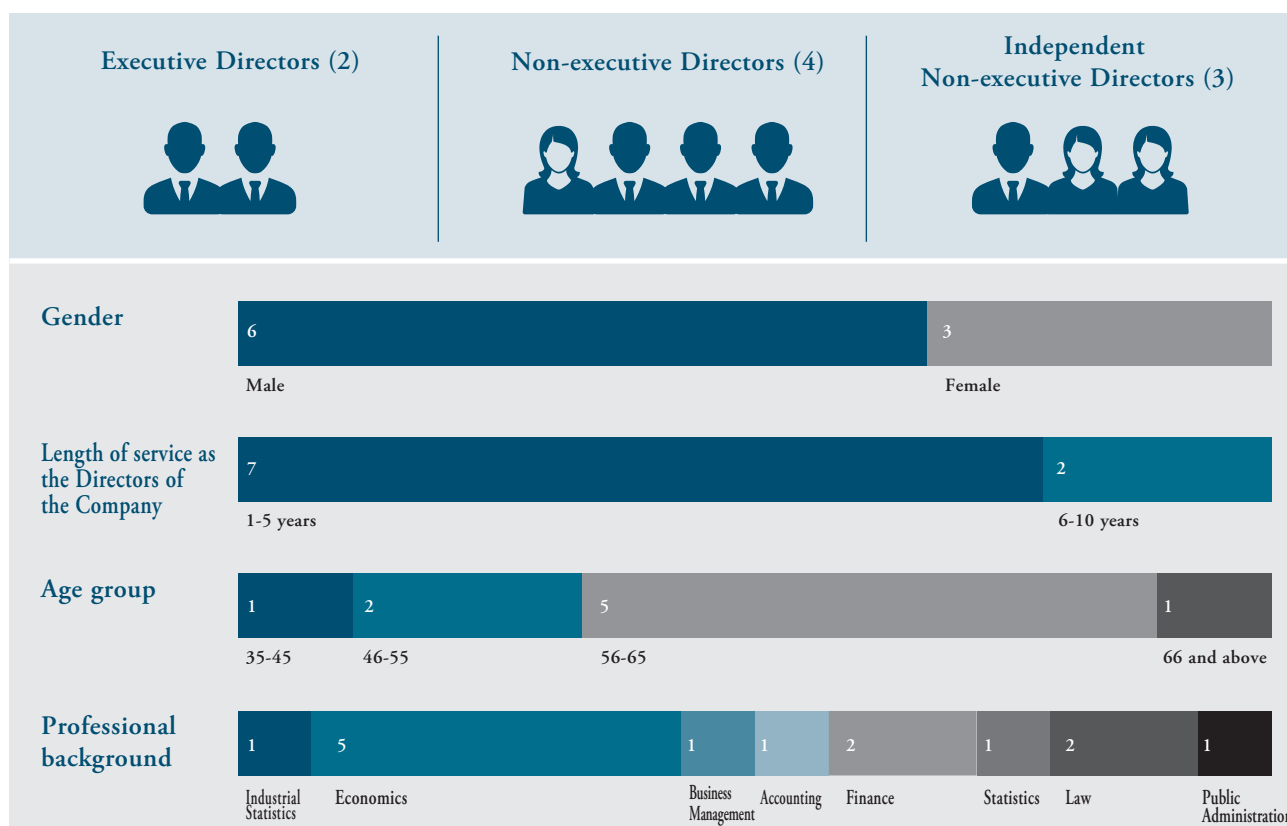 Executive Directors (2)
Non-executive Directors (4)
Independent
Non-executive Directors (3)
Gender
6
3
Male
Female
Length of service as
the Directors of
the Company
7
2
1-5 years
6-10 years
Age group
1
2
5
1
35-45
46-55
56-65
66 and above
Professional
background
1
5
1
1
2
1
2
1
Industrial
Statistics
Economics
Business
Management
Accounting
Finance
Statistics
Law
Public
Administration